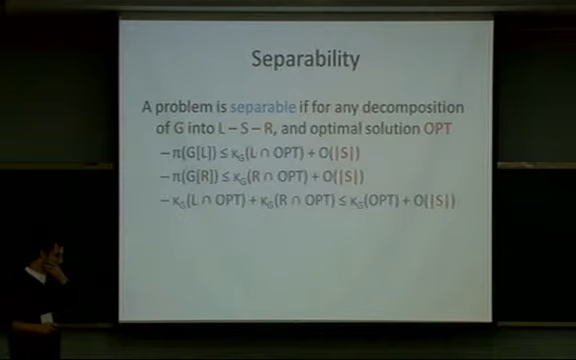 Separability
A problem is separable if for any decomposition
of G into L – S – R, and optimal solution OPT
– π(G[L]) ≤ κG(L ∩ OPT) + O(|S|)
– π(G[R]) ≤ κG(R ∩ OPT) + O(|S|)
– κG(L ∩ OPT) + κG(R ∩ OPT) ≤ κG(OPT) + O(|S|)